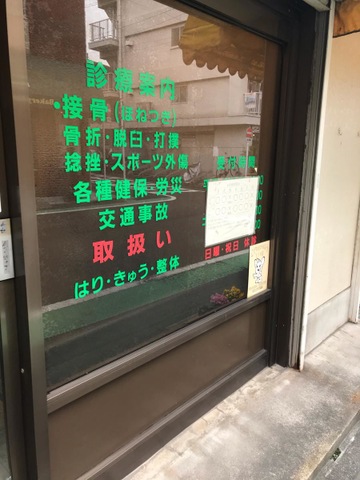 診療案内
・接骨(ほねつぎ)
骨折・脱臼・打撲
捻挫・スポーツ外傷
各種健保・労災
交通事故
取扱い
はり・きゅう・整体
日曜・祝日 休診